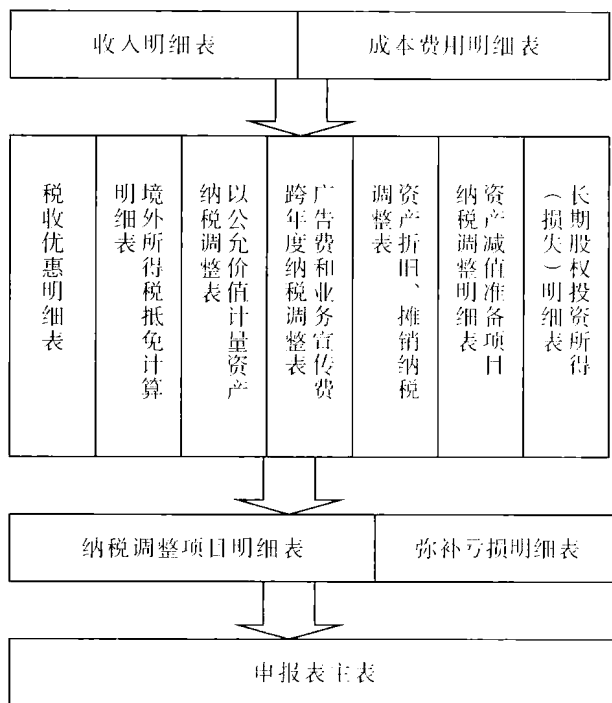 收入明细表
成本费用明细表
税收优惠明细表
境外所得税抵免计算
明细表
以公允价值计量资产
纳税调整表
广告费和业务宣传费
跨年度纳税调整表
资产折旧、摊销纳税
调整表
资产减值准备项目
纳税调整明细表
长期股权投资所得
（损失）明细表
纳税调整项目明细表
弥补亏损明细表
申报表主表